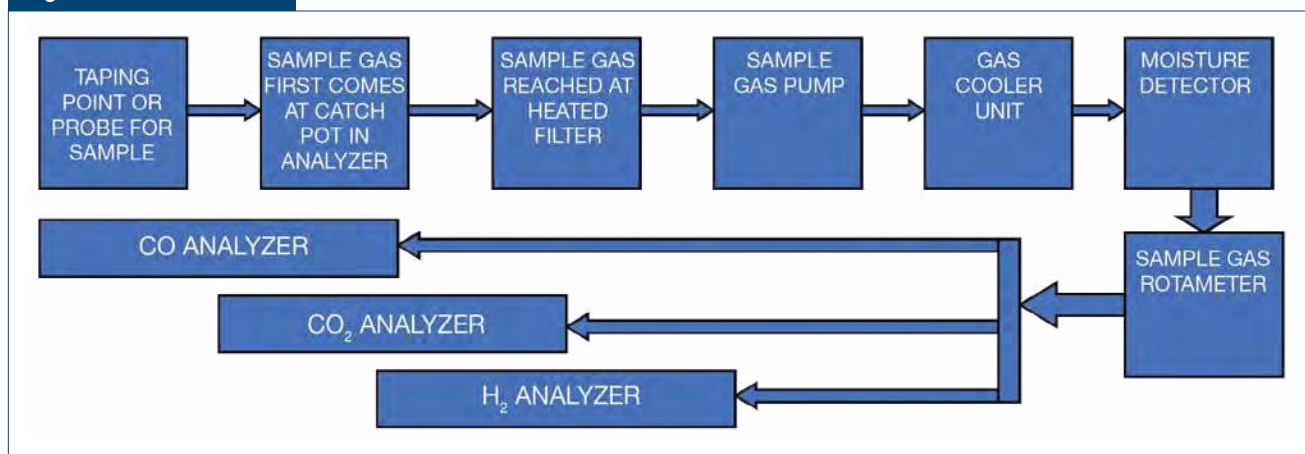 TAPING
POINT OR
PROBE FOR
SAMPLE
SAMPLE GAS
FIRST COMES
AT CATCH
POT IN
ANALYZER
SAMPLE GAS
REACHED AT
HEATED
FILTER
SAMPLE
GAS PUMP
GAS
COOLER
UNIT
MOISTURE
DETECTOR
SAMPLE GAS
ROTAMETER
CO ANALYZER
CO₂ ANALYZER
H₂ ANALYZER